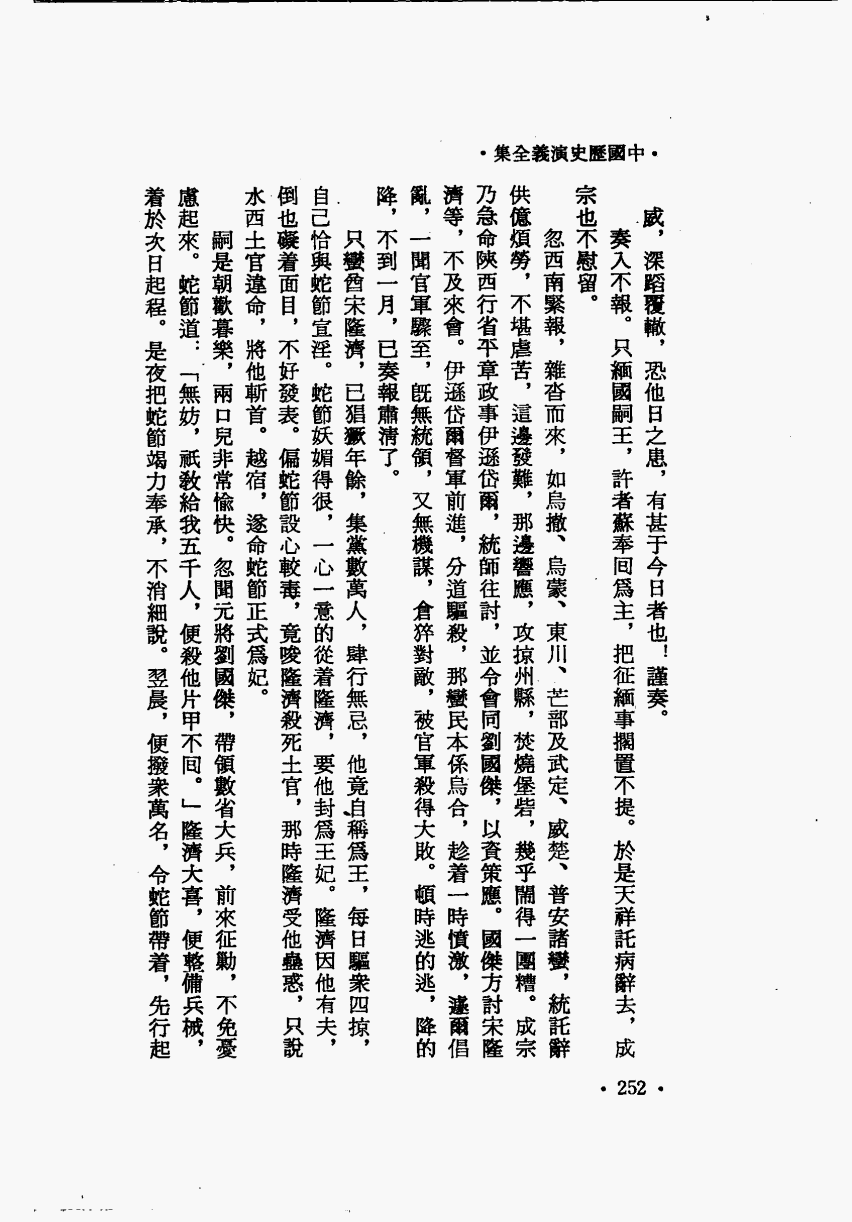 ·中國歷史演義全集·
威，深蹈覆轍，恐他日之患，有甚于今日者也！謹奏。
奏入不報。只緬國嗣王，許者蘇奉囘爲主，把征緬事擱置不提。於是天祥託病辭去，成
宗也不慰留。
忽西南緊報，雜沓而來，如烏撤、烏蒙、東川、芒部及武定、威楚、普安諸蠻，統託辭
供億煩勞，不堪虐苦，這邊發難，那邊響應，攻掠州縣，焚燒堡砦，幾乎鬧得一團糟。成宗
乃急命陝西行省平章政事伊遜岱爾，統師往討，並令會同劉國傑，以資策應。國傑方討宋隆
濟等，不及來會。伊遜岱爾督軍前進，分道驅殺，那蠻民本係烏合，趁着一時憤激，遽爾倡
亂，一聞官軍驟至，旣無統領，又無機謀，倉猝對敵，被官軍殺得大敗。頓時逃的逃，降的
降，不到一月，已奏報肅清了。
只蠻酋宋隆濟，已猖獗年餘，集黨數萬人，肆行無忌，他竟自稱爲王，每日驅衆四掠，
自己恰與蛇節宣淫。蛇節妖媚得很，一心一意的從着隆濟，要他封爲王妃。隆濟因他有夫，
倒也礙着面目，不好發表。偏蛇節設心較毒，竟唆隆濟殺死土官，那時隆濟受他蠱惑，只說
水西土官違命，將他斬首。越宿，遂命蛇節正式爲妃。
嗣是朝歡暮樂，兩口兒非常愉快。忽聞元將劉國傑，帶領數省大兵，前來征勦，不免憂
慮起來。蛇節道：「無妨，祇敎給我五千人，便殺他片甲不囘。」隆濟大喜，便整備兵械，
着於次日起程。是夜把蛇節竭力奉承，不消細說。翌晨，便撥衆萬名，令蛇節帶着，先行起
·252·